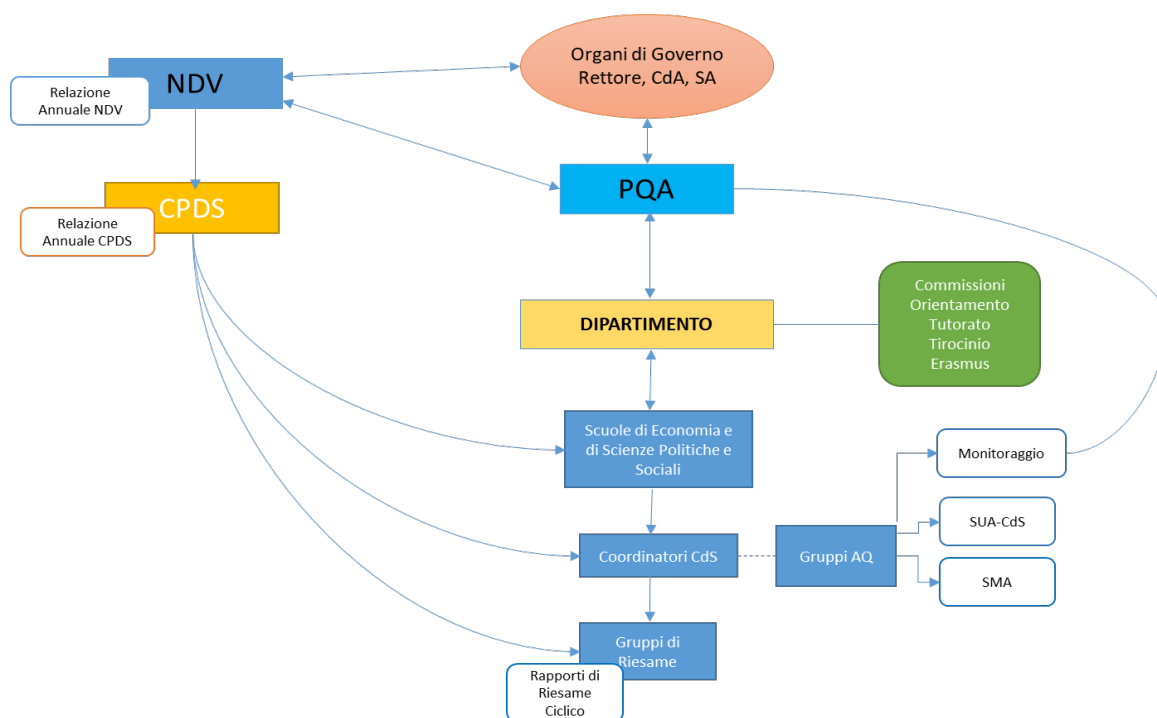 Organi di Governo
Rettore, CdA, SA
NDV
Relazione
Annuale NDV
PQA
CPDS
Relazione
Annuale CPDS
Commissioni
Orientamento
Tutorato
Tirocinio
Erasmus
DIPARTIMENTO
Scuole di Economia e
di Scienze Politiche e
Sociali
Monitoraggio
SUA-CdS
Coordinatori CdS
Gruppi AQ
SMA
Gruppi di
Riesame
Rapporti di
Riesame
Ciclico